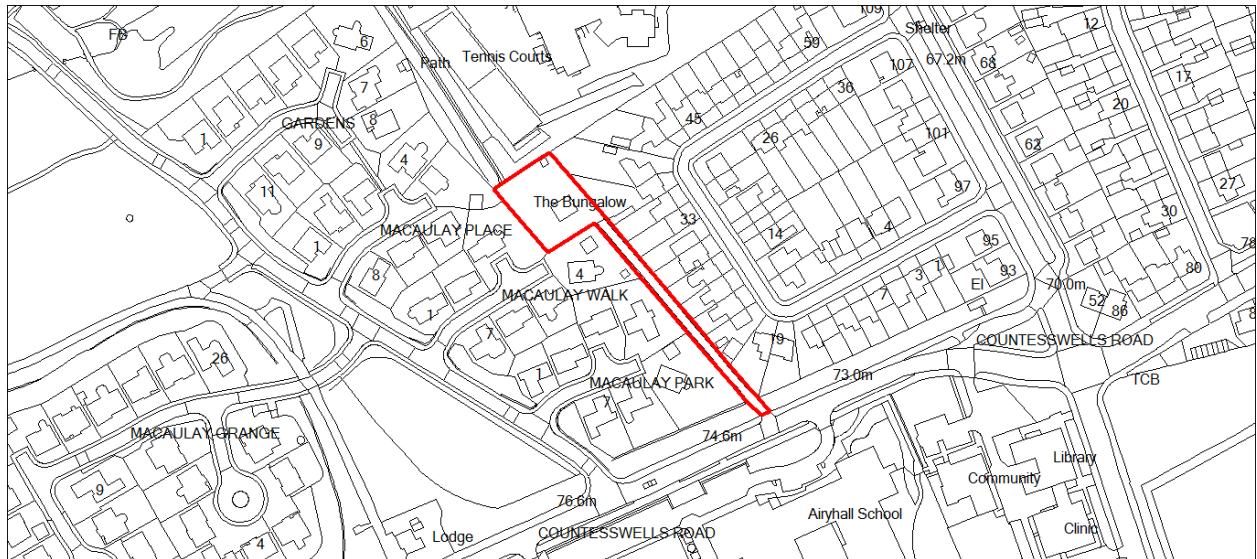 109
Shelter
12
FB
6
59
Tennis Courts
67.2m
68
Path
107
17
7
36
20
45
GARDENS
8
101
1
9
26
62
4
97
27
11
The Bungalow
30
33
MACAULAY PLACE
14
4
95
78
1
8
4
3
1
93
80
MACAULAY WALK
7
El
70.0m
52
1
86
7
19
COUNTESSWELLS ROAD
26
1
73.0m
TCB
MACAULAY PARK
7
MACAULAY GRANGE
74.6m
Library
9
Community
76.6m
Airyhall School
Lodge
COUNTESSWELLS ROAD
Clinic
4